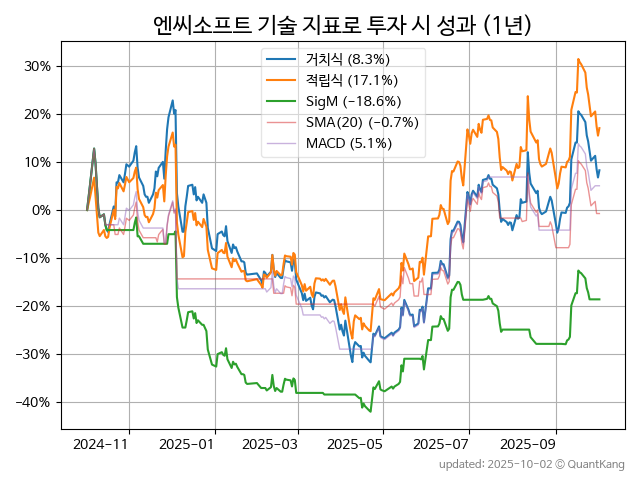 엔씨소프트 기술 지표로 투자 시 성과 (1년)
거치식 (8.3%)
적립식 (17.1%)
SigM (−18.6%)
SMA(20) (−0.7%)
MACD (5.1%)
30%
20%
10%
0%
−10%
−20%
−30%
−40%
2024-11
2025-01
2025-03
2025-05
2025-07
2025-09
updated: 2025-10-02 ⓒ QuantKang